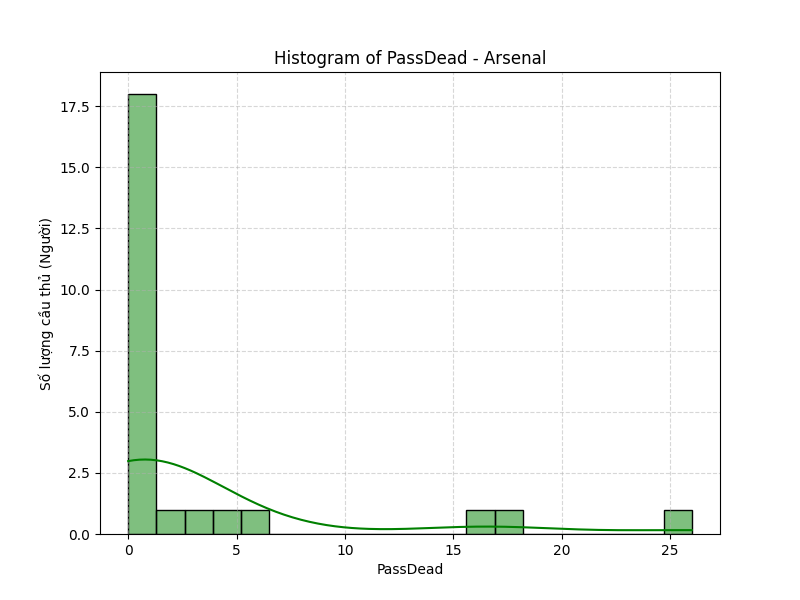 Histogram of PassDead - Arsenal
Số lượng cầu thủ (Người)
17.5
15.0
12.5
10.0
7.5
5.0
2.5
0.0
0 5 10 15 20 25
PassDead